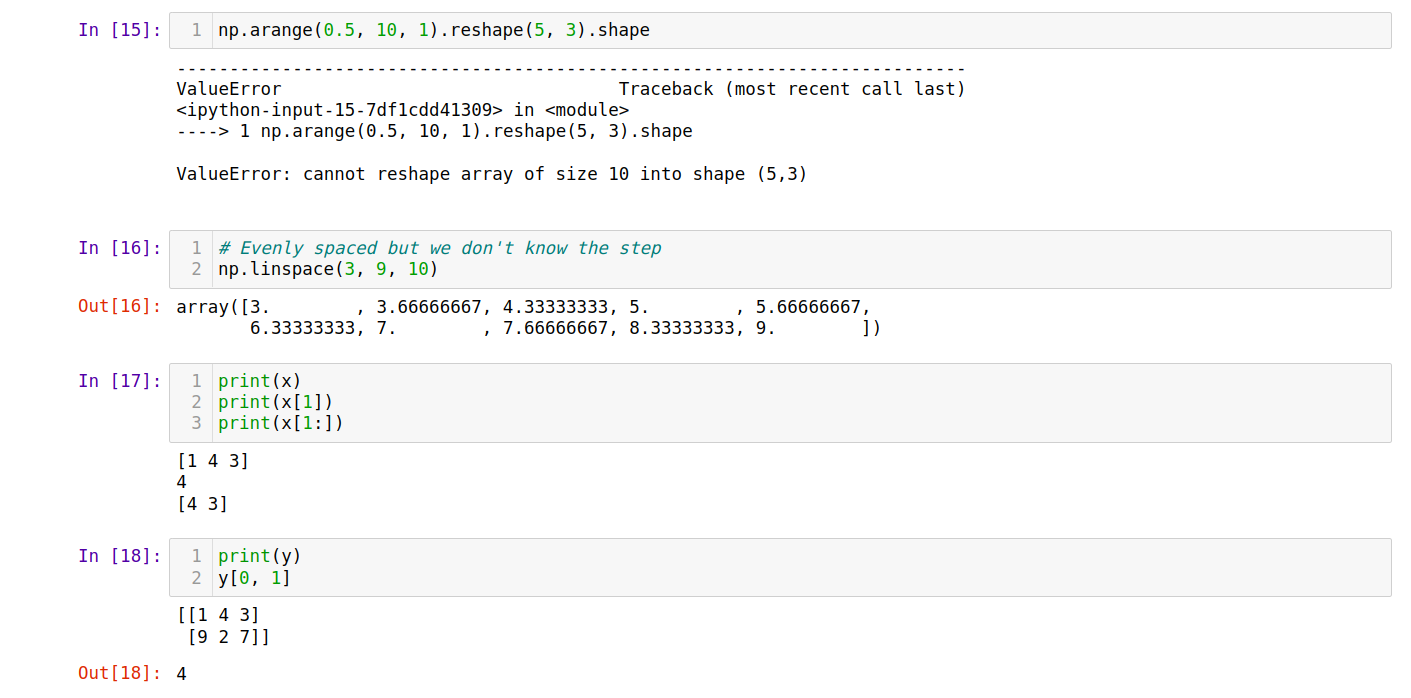 In [15]: 1 np.arange(0.5, 10, 1).reshape(5, 3).shape
---------------------------------------------------------------------------
ValueError                                Traceback (most recent call last)
<ipython-input-15-7df1cdd41309> in <module>
----> 1 np.arange(0.5, 10, 1).reshape(5, 3).shape
ValueError: cannot reshape array of size 10 into shape (5,3)
In [16]: 1 # Evenly spaced but we don't know the step
2 np.linspace(3, 9, 10)
Out[16]: array([3.        , 3.66666667, 4.33333333, 5.        , 5.66666667,
6.33333333, 7.        , 7.66666667, 8.33333333, 9.        ])
In [17]: 1 print(x)
2 print(x[1])
3 print(x[1:])
[1 4 3]
4
[4 3]
In [18]: 1 print(y)
2 y[0, 1]
[[1 4 3]
[9 2 7]]
Out[18]: 4